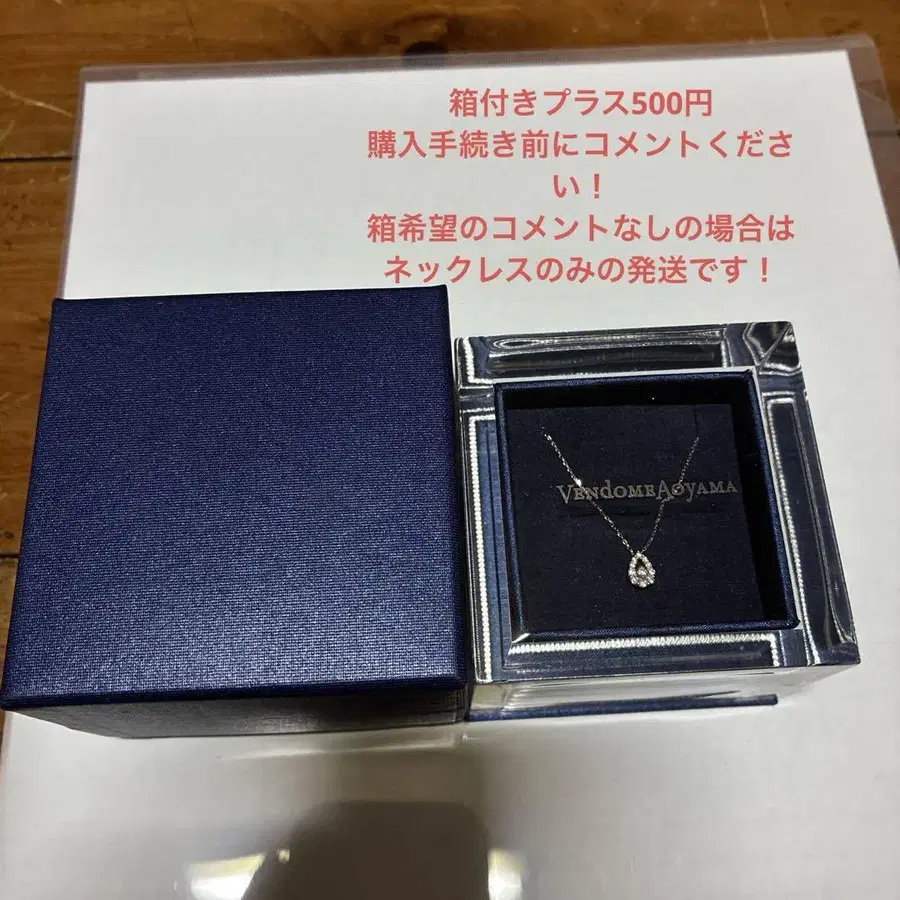 箱付きプラス500円
購入手続き前にコメントくださ
い！
箱希望のコメントなしの場合は
ネックレスのみの発送です！
VENDOMEAOYAMA